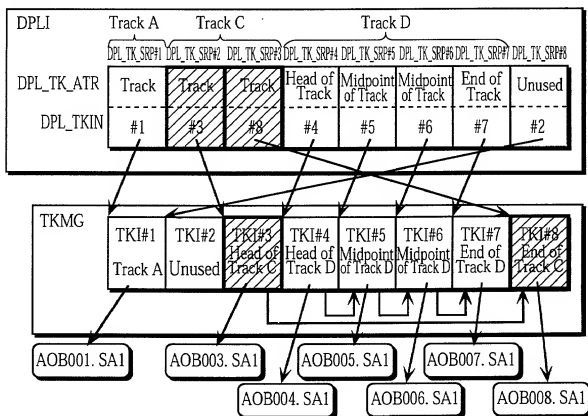 DPLI
Track A Track C Track D
DPL_TK_SRP#1 DPL_TK_SRP#2 DPL_TK_SRP#3 DPL_TK_SRP#4 DPL_TK_SRP#5 DPL_TK_SRP#6 DPL_TK_SRP#7 DPL_TK_SRP#8
DPL_TK_ATR Track Track Track Head of Track Midpoint of Track Midpoint of Track End of Track Unused
DPL_TKIN #1 #3 #8 #4 #5 #6 #7 #2
TKMG
TKI#1 TKI#2 TKI#3 TKI#4 TKI#5 TKI#6 TKI#7 TKI#8
Track A Unused Head of Track C Head of Track D Midpoint of Track D Midpoint of Track D End of Track D End of Track C
AOB001. SA1 AOB003. SA1 AOB005. SA1 AOB007. SA1
AOB004. SA1 AOB006. SA1 AOB008. SA1